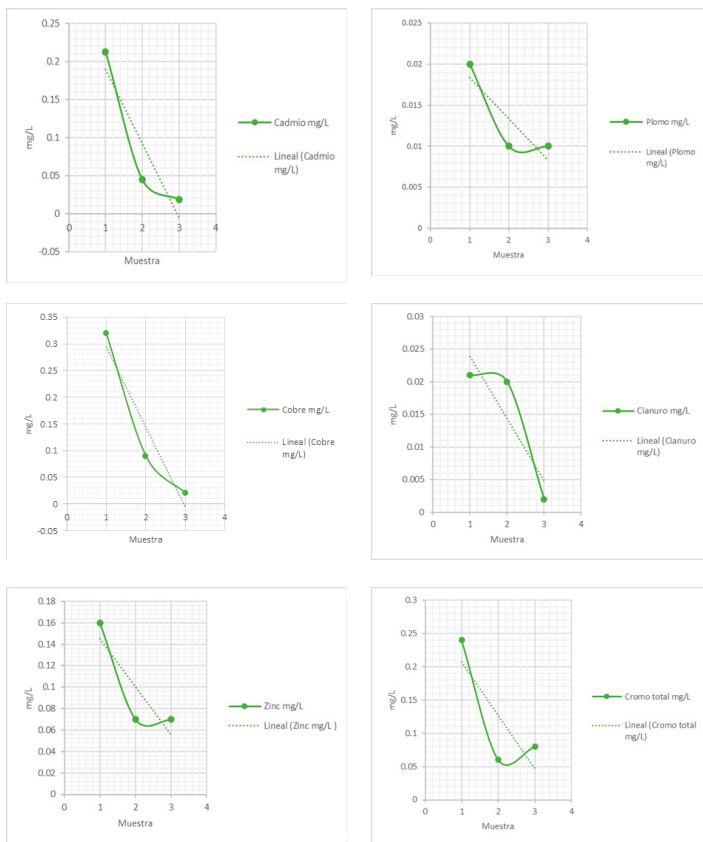 0.25
0.2
0.15
0.1
0.05
0
-0.05
0 1 2 3 4
mg/L
Muestra
Cadmio mg/L
Lineal (Cadmio
mg/L)
0.025
0.02
0.015
0.01
0.005
0
0 1 2 3 4
mg/L
Muestra
Plomo mg/L
Lineal (Plomo
mg/L)
0.35
0.3
0.25
0.2
0.15
0.1
0.05
0
-0.05
0 1 2 3 4
mg/L
Muestra
Cobre mg/L
Lineal (Cobre
mg/L)
0.03
0.025
0.02
0.015
0.01
0.005
0
0 1 2 3 4
mg/L
Muestra
Cianuro mg/L
Lineal (Cianuro
mg/L)
0.18
0.16
0.14
0.12
0.1
0.08
0.06
0.04
0.02
0
0 1 2 3 4
mg/L
Muestra
Zinc mg/L
Lineal (Zinc mg/L )
0.3
0.25
0.2
0.15
0.1
0.05
0
0 1 2 3 4
mg/L
Muestra
Cromo total mg/L
Lineal (Cromo total
mg/L)